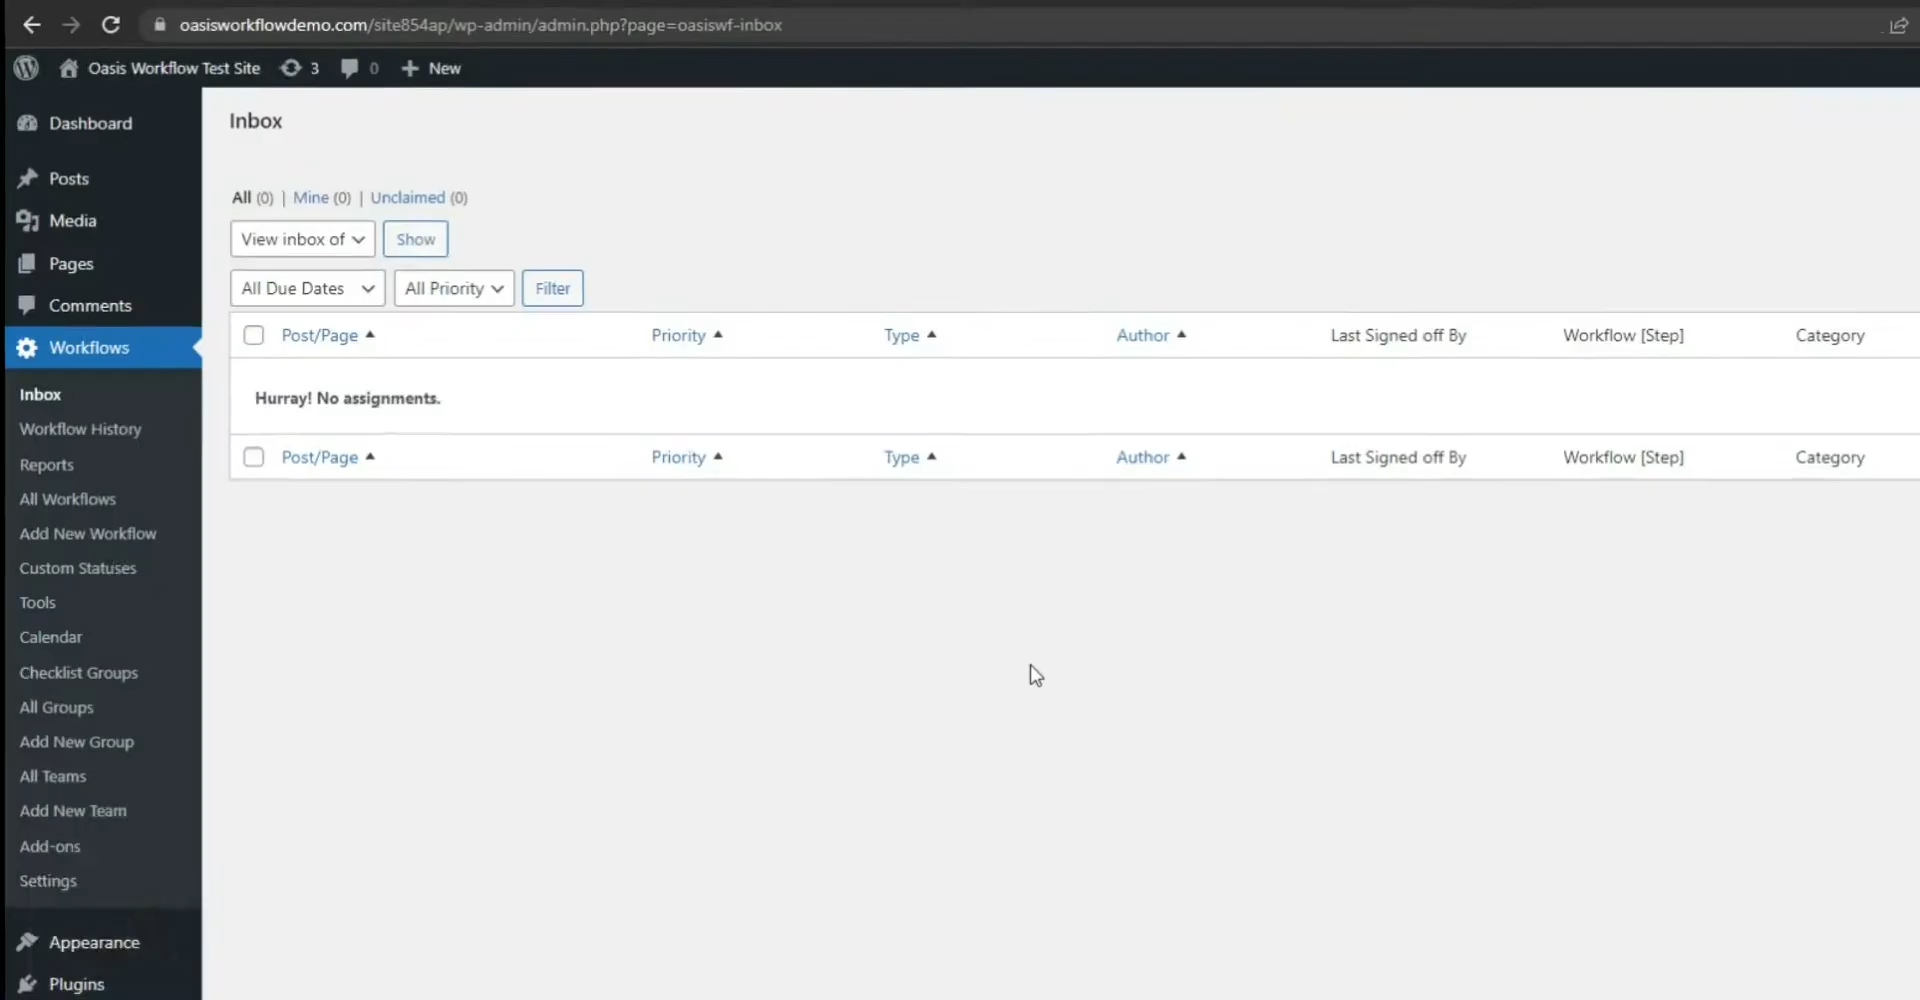 oasisworkflowdemo.com/site854ap/wp-admin/admin.php?page=oasiswf-inbox
Oasis Workflow Test Site 3 0 New
Dashboard
Posts
Media
Pages
Comments
Workflows
Inbox
Workflow History
Reports
All Workflows
Add New Workflow
Custom Statuses
Tools
Calendar
Checklist Groups
All Groups
Add New Group
All Teams
Add New Team
Add-ons
Settings
Appearance
Plugins
Inbox
All (0) | Mine (0) | Unclaimed (0)
View inbox of Show
All Due Dates All Priority Filter
Post/Page Priority Type Author Last Signed off By Workflow [Step] Category
Hurray! No assignments.
Post/Page Priority Type Author Last Signed off By Workflow [Step] Category